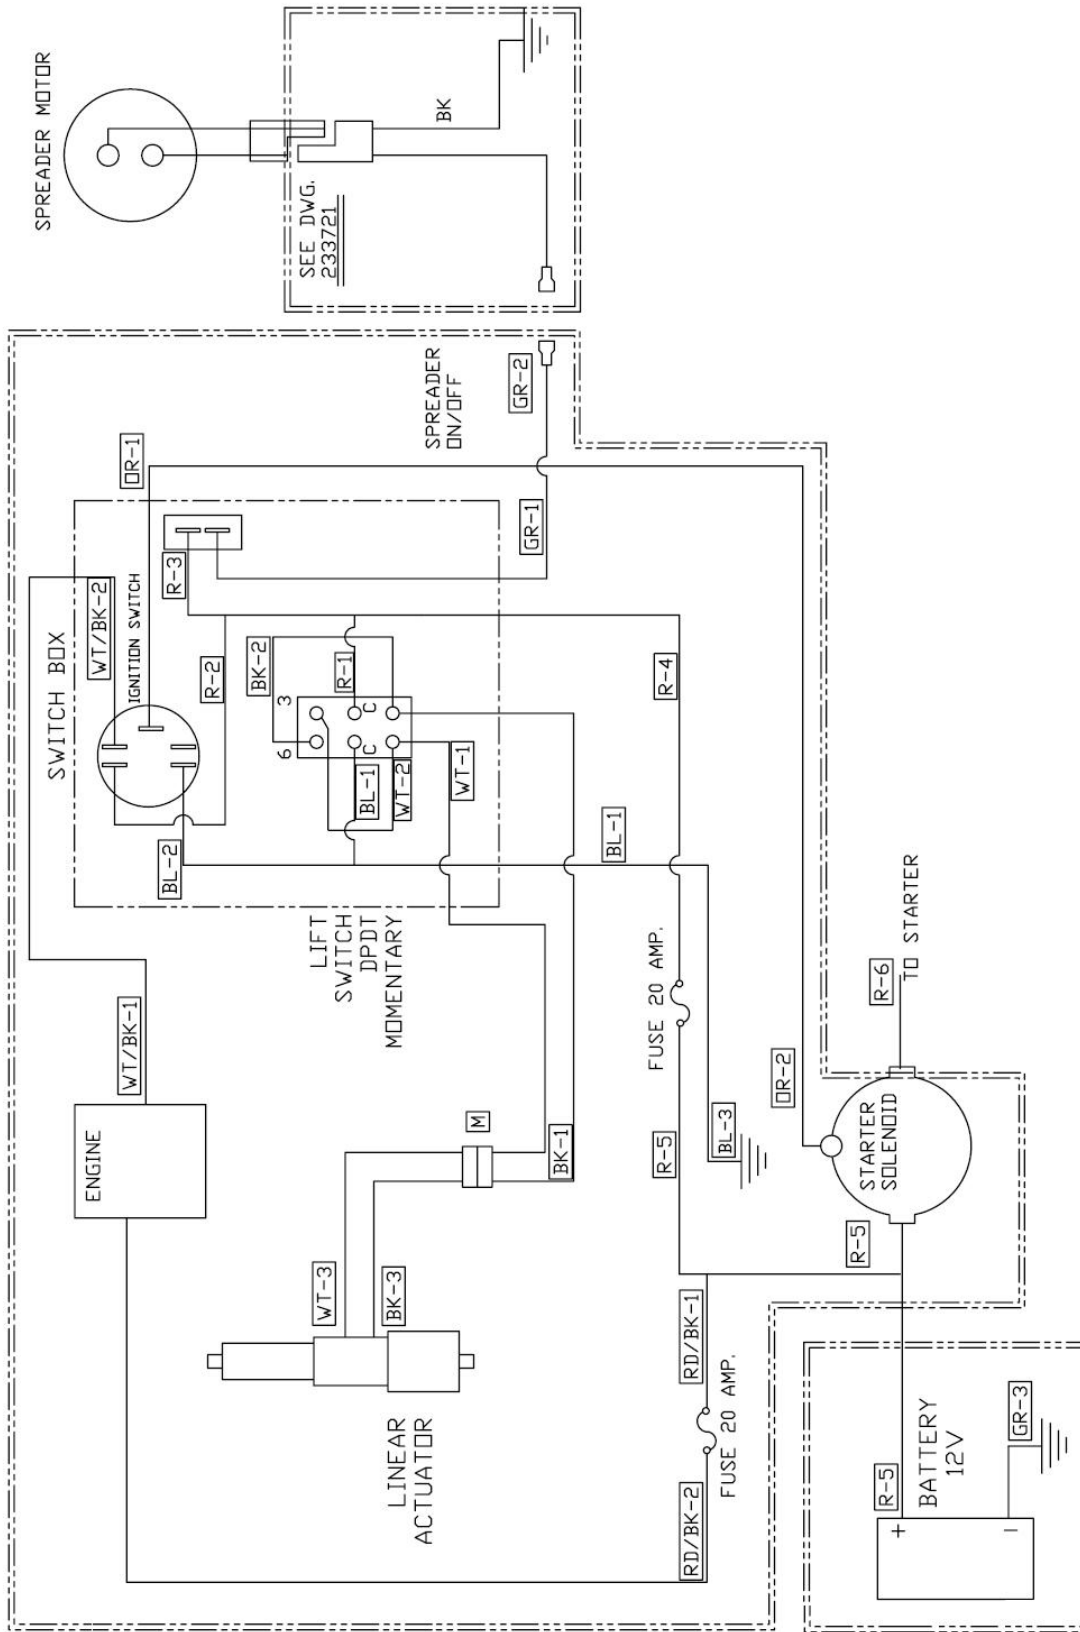 SPREADER MOTOR
SEE DWG.
233721
BK
SPREADER
ON/OFF
GR-2
OR-1
GR-1
R-3
IGNITION SWITCH
WT/BK-2
SWITCH BOX
R-2
BK-2
R-1
R-4
3
6
C
C
BL-1
WT-2
WT-1
BL-2
BL-1
LIFT
SWITCH
DPDT
MOMENTARY
FUSE 20 AMP.
R-6
TO STARTER
WT/BK-1
ENGINE
M
BK-1
R-5
BL-3
OR-2
STARTER
SOLENOID
R-5
WT-3
BK-3
LINEAR
ACTUATOR
RD/BK-1
FUSE 20 AMP.
RD/BK-2
R-5
BATTERY
12V
GR-3
+
-